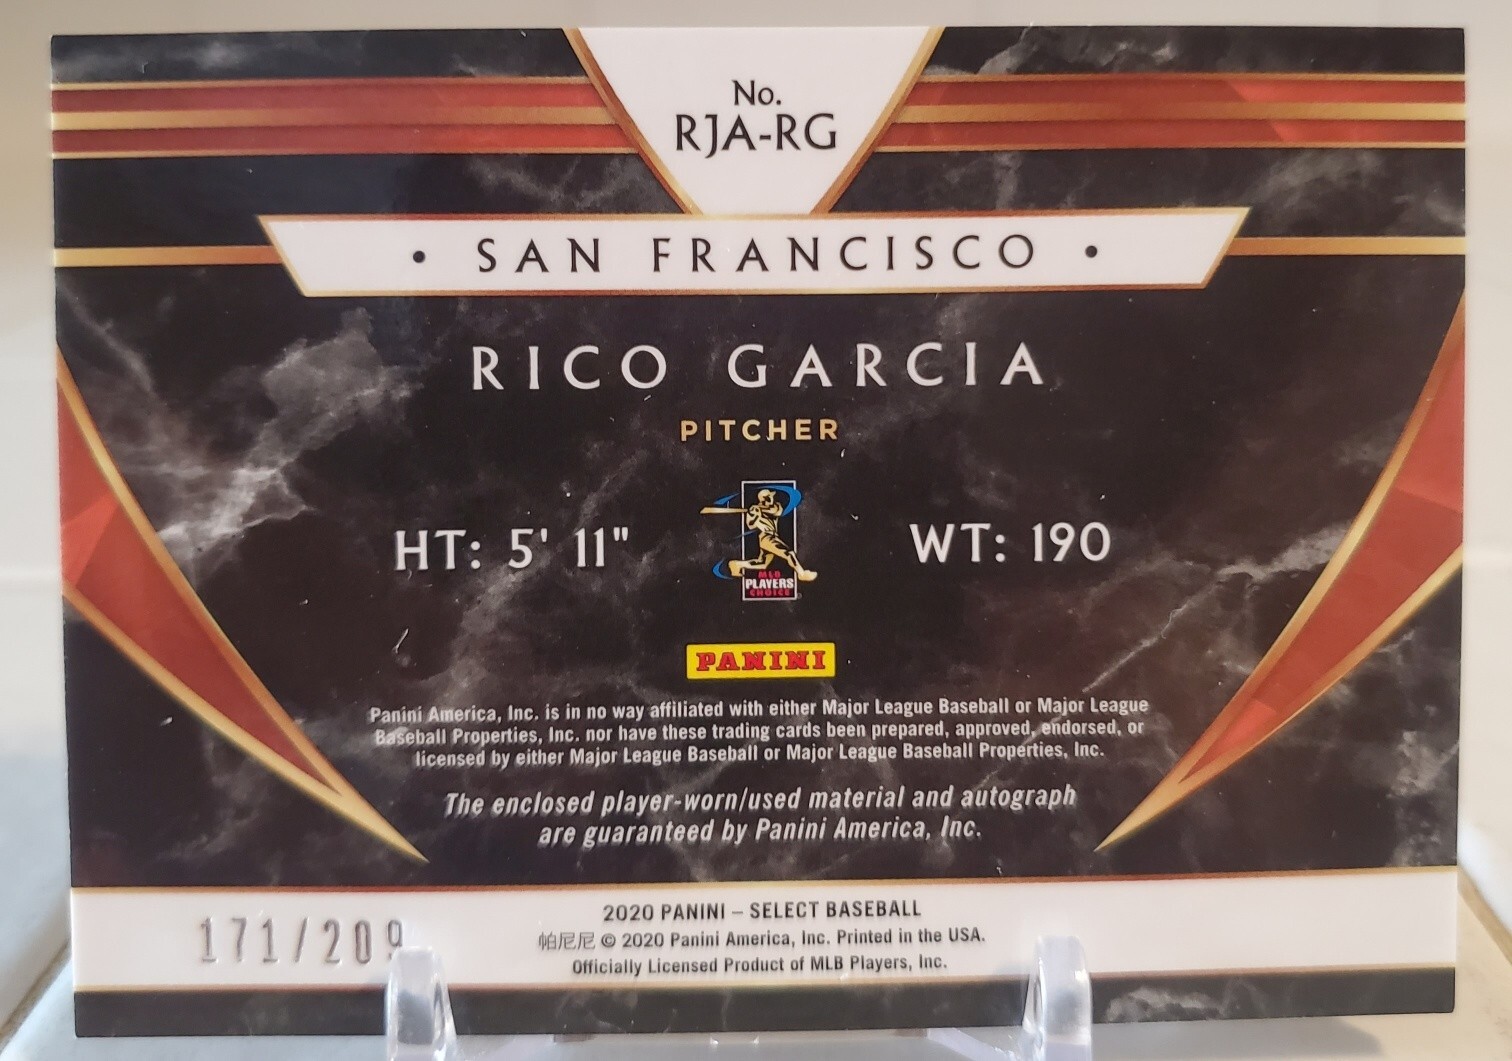 No.
RJA-RG
• SAN FRANCISCO •
RICO GARCIA
PITCHER
HT: 5' 11"
MLB
PLAYERS
CHOICE
WT: 190
PANINI
Panini America, Inc. is in no way affiliated with either Major League Baseball or Major League
Baseball Properties, Inc. nor have these trading cards been prepared, approved, endorsed, or
licensed by either Major League Baseball or Major League Baseball Properties, Inc.
The enclosed player-worn/used material and autograph
are guaranteed by Panini America, Inc.
171/209
2020 PANINI – SELECT BASEBALL
帕尼尼 © 2020 Panini America, Inc. Printed in the USA.
Officially Licensed Product of MLB Players, Inc.